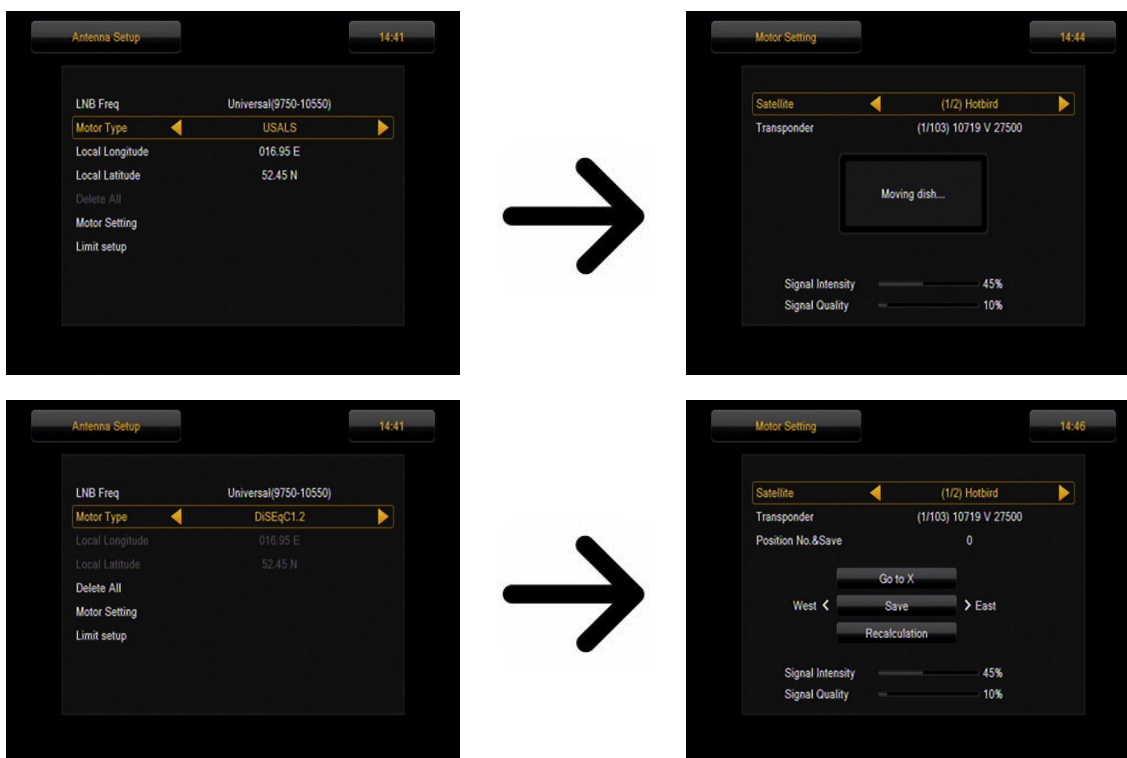 Antenna Setup 14:41
LNB Freq Universal(9750-10550)
Motor Type USALS
Local Longitude 016.95 E
Local Latitude 52.45 N
Delete All
Motor Setting
Limit setup
Motor Setting 14:44
Satellite (1/2) Hotbird
Transponder (1/103) 10719 V 27500
Moving dish...
Signal Intensity 45%
Signal Quality 10%
Antenna Setup 14:41
LNB Freq Universal(9750-10550)
Motor Type DiSEqC1.2
Local Longitude 016.95 E
Local Latitude 52.45 N
Delete All
Motor Setting
Limit setup
Motor Setting 14:46
Satellite (1/2) Hotbird
Transponder (1/103) 10719 V 27500
Position No.&Save 0
Go to X
West < Save > East
Recalculation
Signal Intensity 45%
Signal Quality 10%